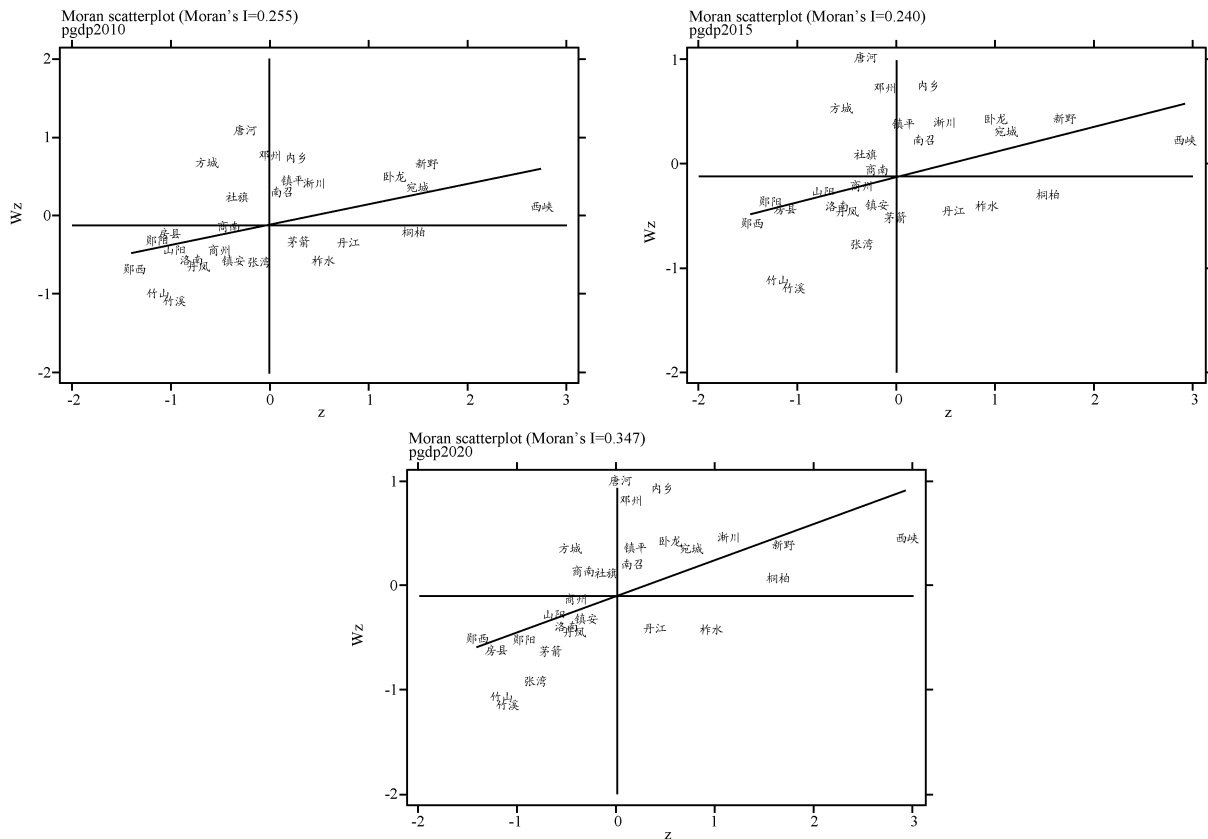 Moran scatterplot (Moran's I=0.255)
pgdp2010
2
1
0
-1
-2
Wz
唐河
邓州 内乡
方城
新野
镇平 淅川
卧龙
宛城
南召
社旗
西峡
商南
房县
郧阳
茅箭
丹江
桐柏
山阳
商州
洛南
丹凤
镇安 张湾
柞水
郧西
竹山
竹溪
-2 -1 0 1 2 3
z
Moran scatterplot (Moran's I=0.240)
pgdp2015
1
0
-1
-2
Wz
唐河
邓州
内乡
方城
镇平
淅川
卧龙
宛城
新野
南召
西峡
社旗
商南
商州
山阳
桐柏
郧阳
房县
洛南
丹凤
镇安
茅箭
丹江
柞水
郧西
张湾
竹山
竹溪
-2 -1 0 1 2 3
z
Moran scatterplot (Moran's I=0.347)
pgdp2020
1
0
-1
-2
Wz
唐河
内乡
邓州
方城
镇平
卧龙
宛城
淅川
新野
西峡
南召
商南 社旗
桐柏
商州
山阳
镇安
洛南
丹凤
丹江
柞水
郧西
郧阳
房县
茅箭
张湾
竹山
竹溪
-2 -1 0 1 2 3
z